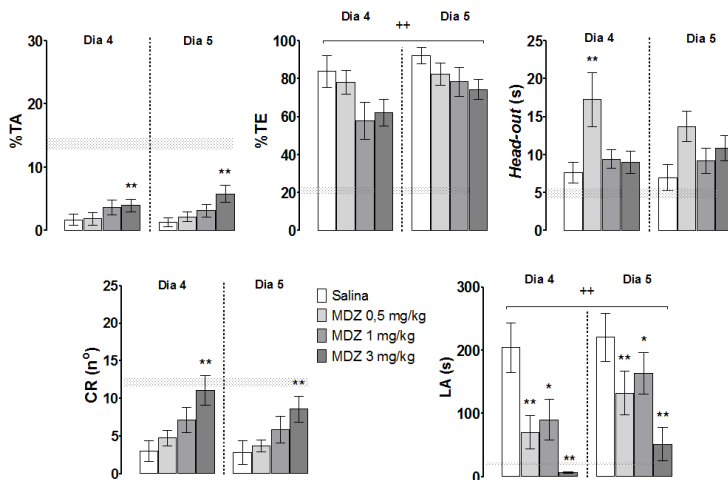 Dia 4 Dia 5
%TA
30
20
10
0
**
**
++
Dia 4 Dia 5
%TE
100
80
60
40
20
0
Dia 4 Dia 5
Head-out (s)
25
20
15
10
5
0
**
Dia 4 Dia 5
CR (nº)
25
20
15
10
5
0
**
**
Salina
MDZ 0,5 mg/kg
MDZ 1 mg/kg
MDZ 3 mg/kg
Dia 4 Dia 5
++
LA (s)
300
200
100
0
**
*
**
**
*
**